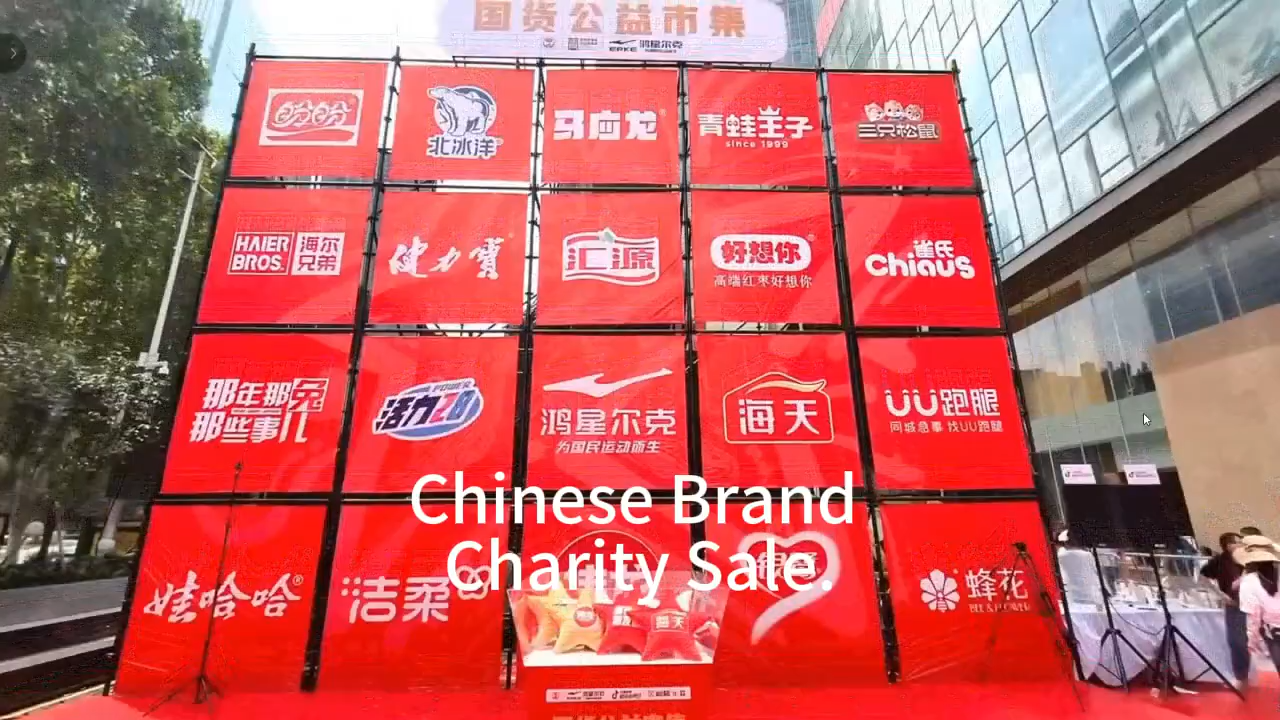 国货公益市集
ERKE 鸿星尔克
盼盼
北冰洋
马应龙
青蛙王子
since 1999
三只松鼠
HAIER BROS.
海尔兄弟
健力寶
汇源
好想你
高端红枣好想你
崔氏
Chiaus
那年那兔
那些事儿
POWER
活力28
鸿星尔克
为国民运动而生
海天
UU跑腿
同城急事 找UU跑腿
Chinese Brand
Charity Sale.
娃哈哈
洁柔
蜂花
BEE & FLOWER
海天